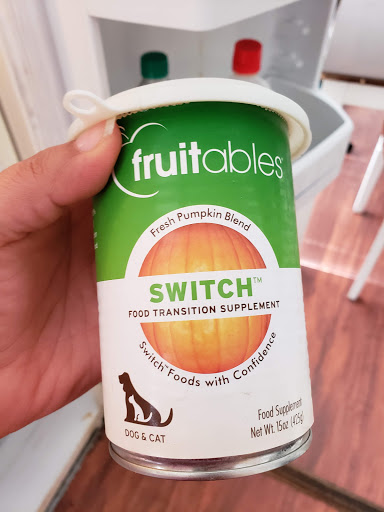 fruitables®
Fresh Pumpkin Blend
SWITCH™
FOOD TRANSITION SUPPLEMENT
Switch™ Foods with Confidence
DOG & CAT
Food Supplement
Net Wt. 15oz (425g)